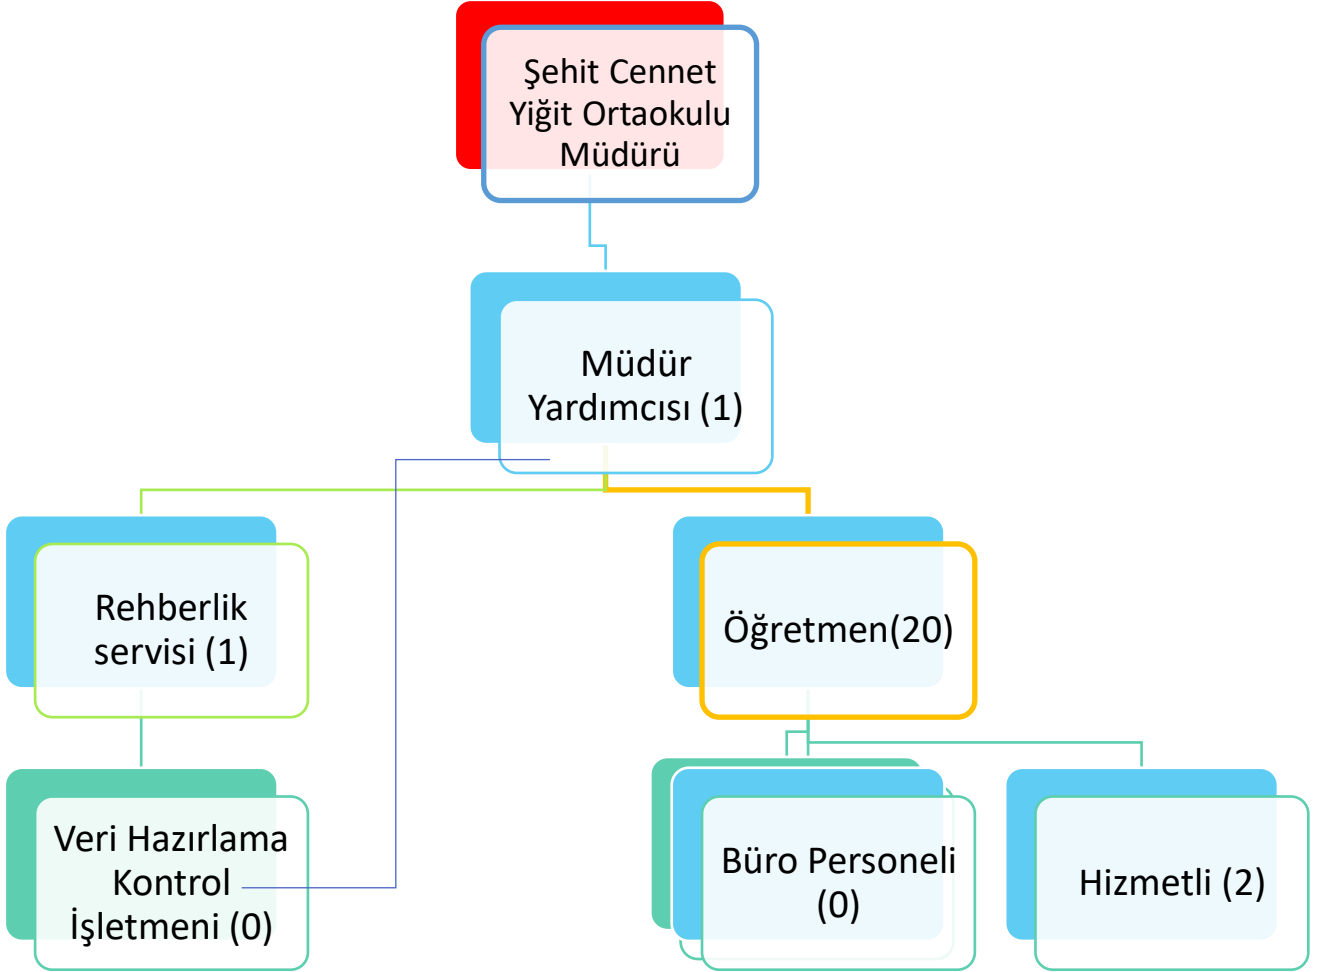 Şehit Cennet
Yiğit Ortaokulu
Müdürü
Müdür
Yardımcısı (1)
Rehberlik
servisi (1)
Öğretmen(20)
Veri Hazırlama
Kontrol
İşletmeni (0)
Büro Personeli
(0)
Hizmetli (2)